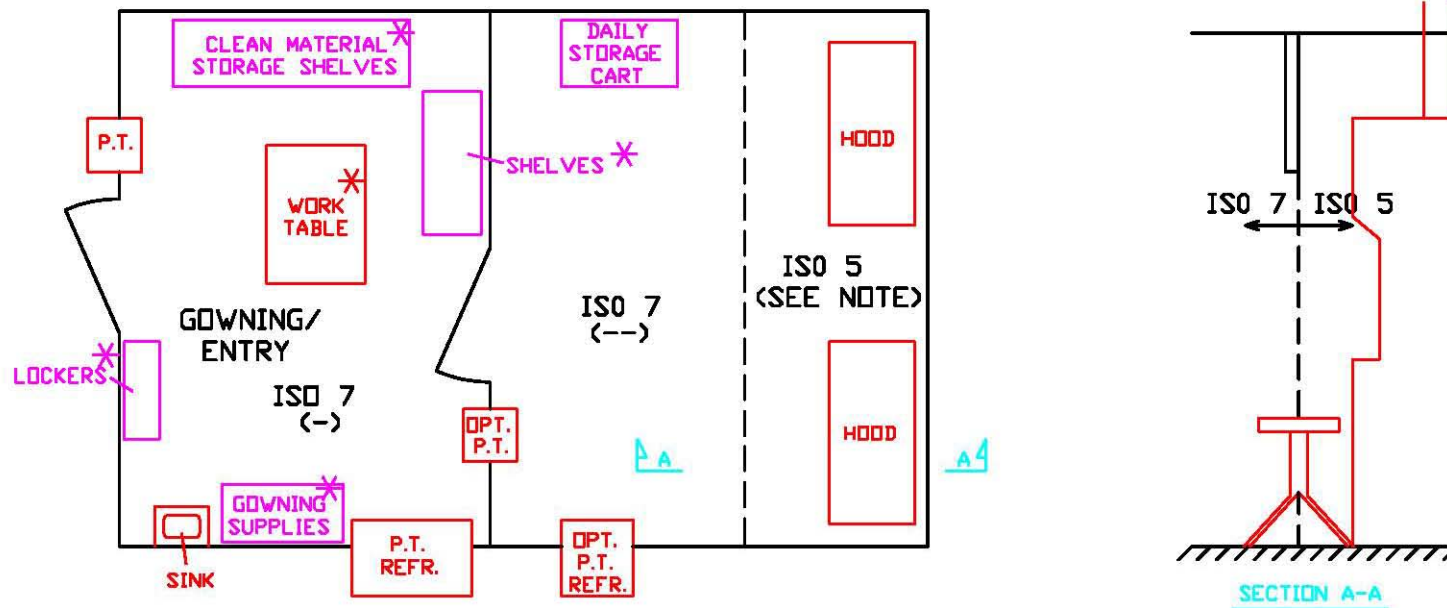 CLEAN MATERIAL
STORAGE SHELVES
DAILY
STORAGE
CART
P.T.
HOOD
SHELVES
WORK
TABLE
ISO 7
ISO 5
ISO 5
(SEE NOTE)
ISO 7
(--)
GOWNING/
ENTRY
LOCKERS
ISO 7
(-)
OPT.
P.T.
HOOD
A
A
GOWNING
SUPPLIES
P.T.
REFR.
OPT.
P.T.
REFR.
SINK
SECTION A-A